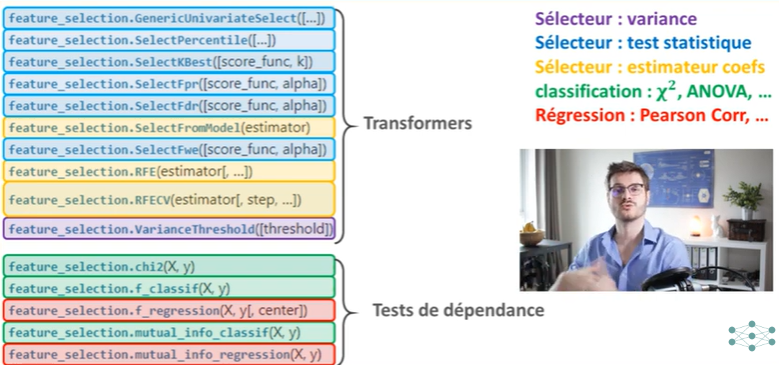 feature_selection.GenericUnivariateSelect([...])
feature_selection.SelectPercentile([...])
feature_selection.SelectKBest([score_func, k])
feature_selection.SelectFpr([score_func, alpha])
feature_selection.SelectFdr([score_func, alpha])
feature_selection.SelectFromModel(estimator)
feature_selection.SelectFwe([score_func, alpha])
feature_selection.RFE(estimator[, ...])
feature_selection.RFECV(estimator[, step, ...])
feature_selection.VarianceThreshold([threshold])
Transformers
feature_selection.chi2(X, y)
feature_selection.f_classif(X, y)
feature_selection.f_regression(X, y[, center])
feature_selection.mutual_info_classif(X, y)
feature_selection.mutual_info_regression(X, y)
Tests de dépendance
Sélecteur : variance
Sélecteur : test statistique
Sélecteur : estimateur coefs
classification : χ², ANOVA, ...
Régression : Pearson Corr, ...